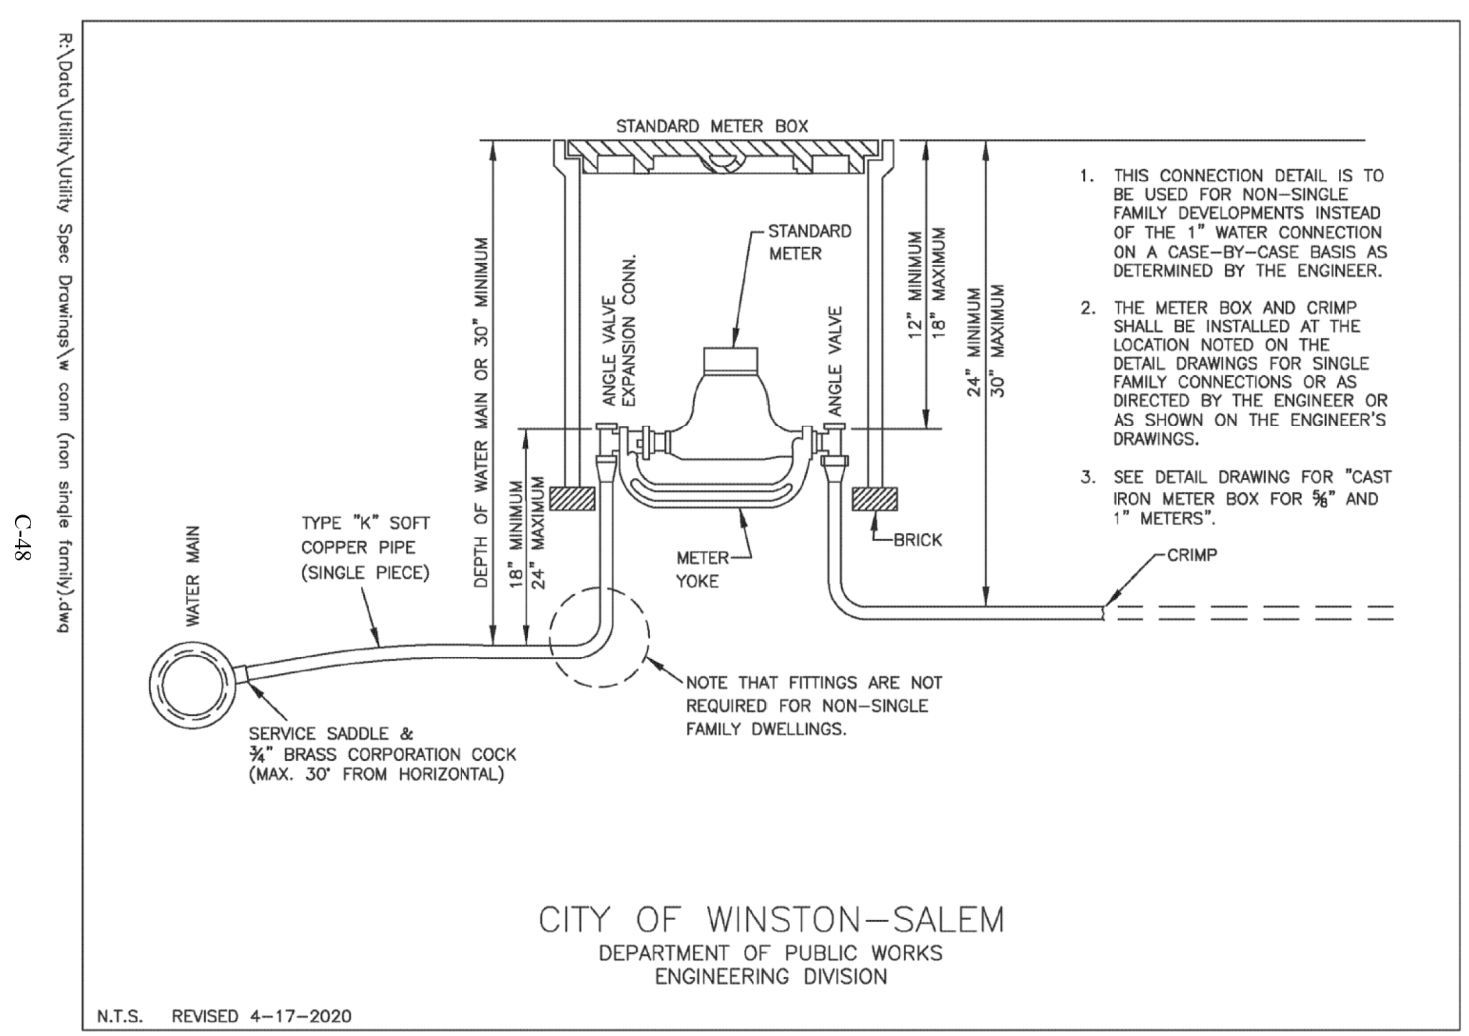 R:\Data\Utility\Utility Spec Drawings\w conn (non single family).dwg
C-48
STANDARD METER BOX
STANDARD
METER
ANGLE VALVE
EXPANSION CONN.
ANGLE VALVE
DEPTH OF WATER MAIN OR 30" MINIMUM
18" MINIMUM
24" MAXIMUM
12" MINIMUM
18" MAXIMUM
24" MINIMUM
30" MAXIMUM
1. THIS CONNECTION DETAIL IS TO
BE USED FOR NON-SINGLE
FAMILY DEVELOPMENTS INSTEAD
OF THE 1" WATER CONNECTION
ON A CASE-BY-CASE BASIS AS
DETERMINED BY THE ENGINEER.
2. THE METER BOX AND CRIMP
SHALL BE INSTALLED AT THE
LOCATION NOTED ON THE
DETAIL DRAWINGS FOR SINGLE
FAMILY CONNECTIONS OR AS
DIRECTED BY THE ENGINEER OR
AS SHOWN ON THE ENGINEER'S
DRAWINGS.
3. SEE DETAIL DRAWING FOR "CAST
IRON METER BOX FOR ⅝" AND
1" METERS".
WATER MAIN
TYPE "K" SOFT
COPPER PIPE
(SINGLE PIECE)
METER
YOKE
BRICK
CRIMP
NOTE THAT FITTINGS ARE NOT
REQUIRED FOR NON-SINGLE
FAMILY DWELLINGS.
SERVICE SADDLE &
¾" BRASS CORPORATION COCK
(MAX. 30° FROM HORIZONTAL)
CITY OF WINSTON-SALEM
DEPARTMENT OF PUBLIC WORKS
ENGINEERING DIVISION
N.T.S. REVISED 4-17-2020